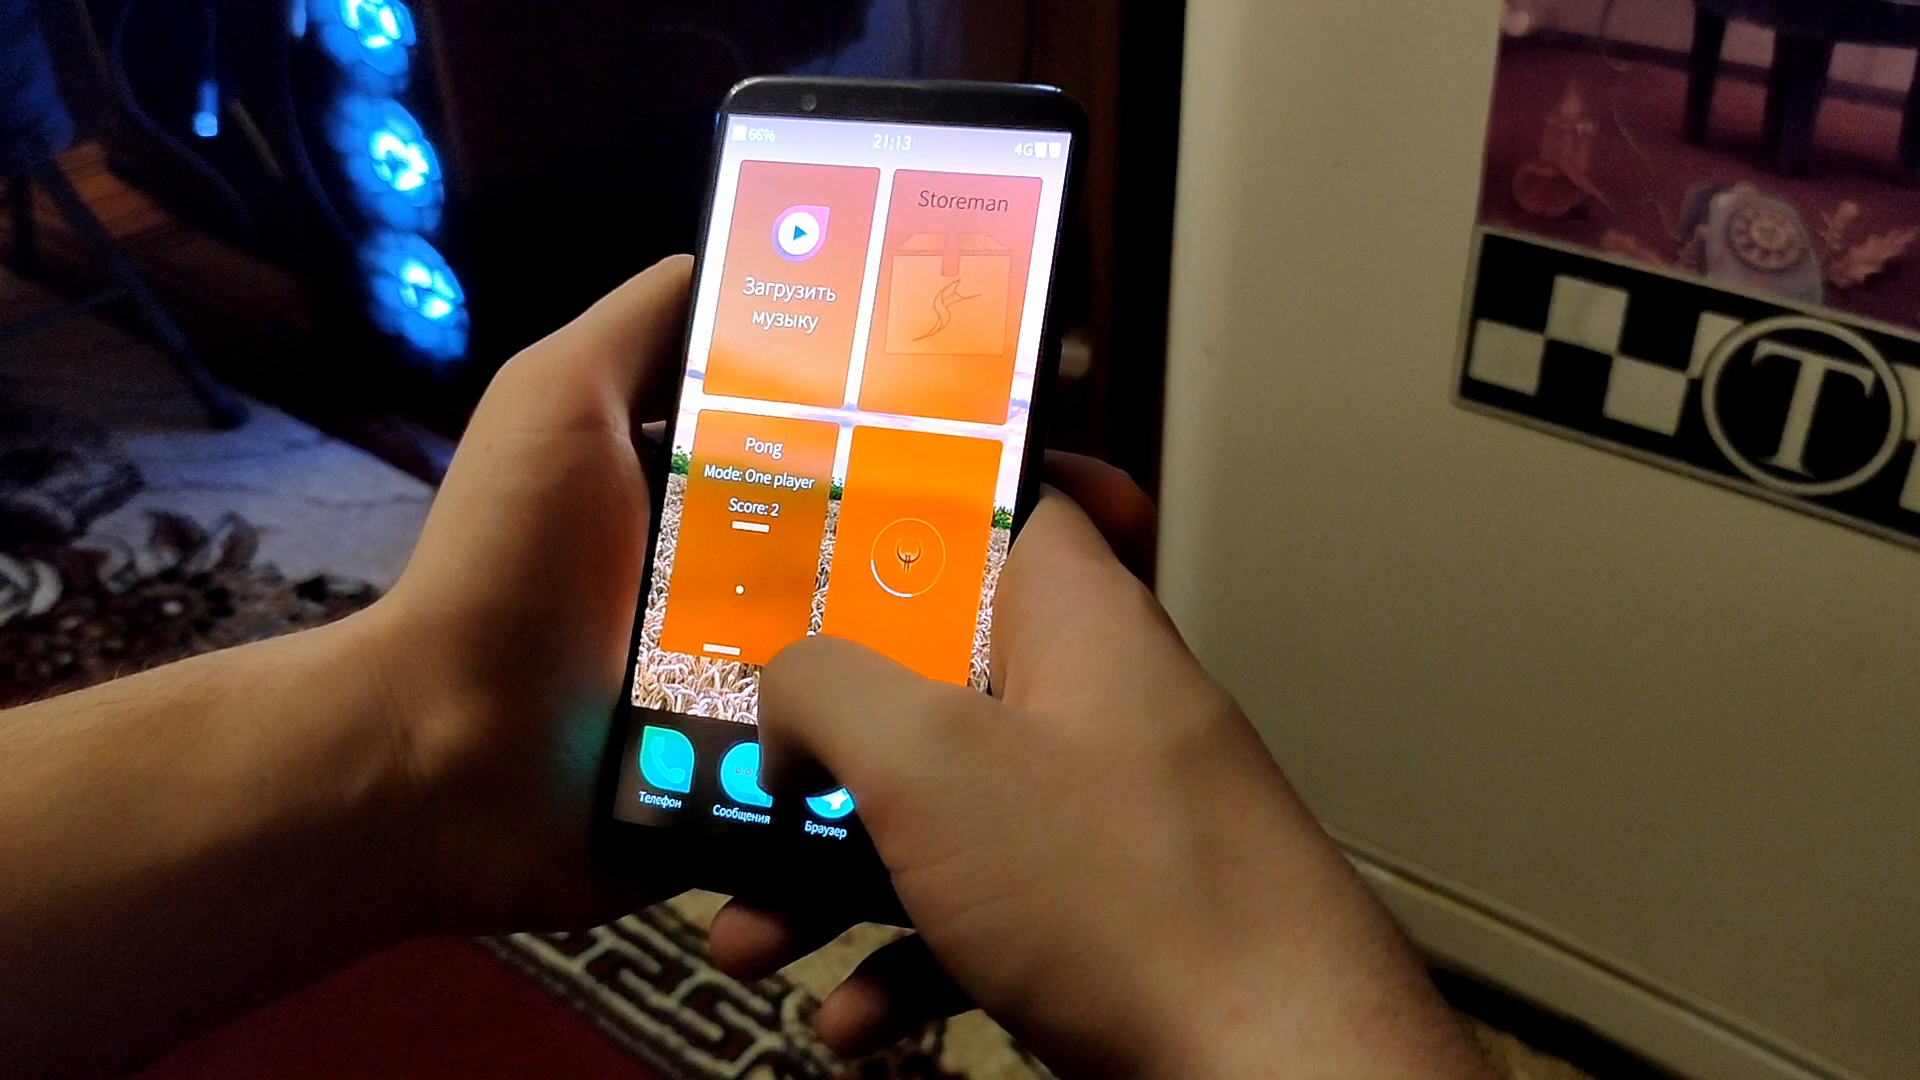 66%
21:13
4G
Загрузить
музыку
Storeman
Pong
Mode: One player
Score: 2
Телефон
Сообщения
Браузер
T